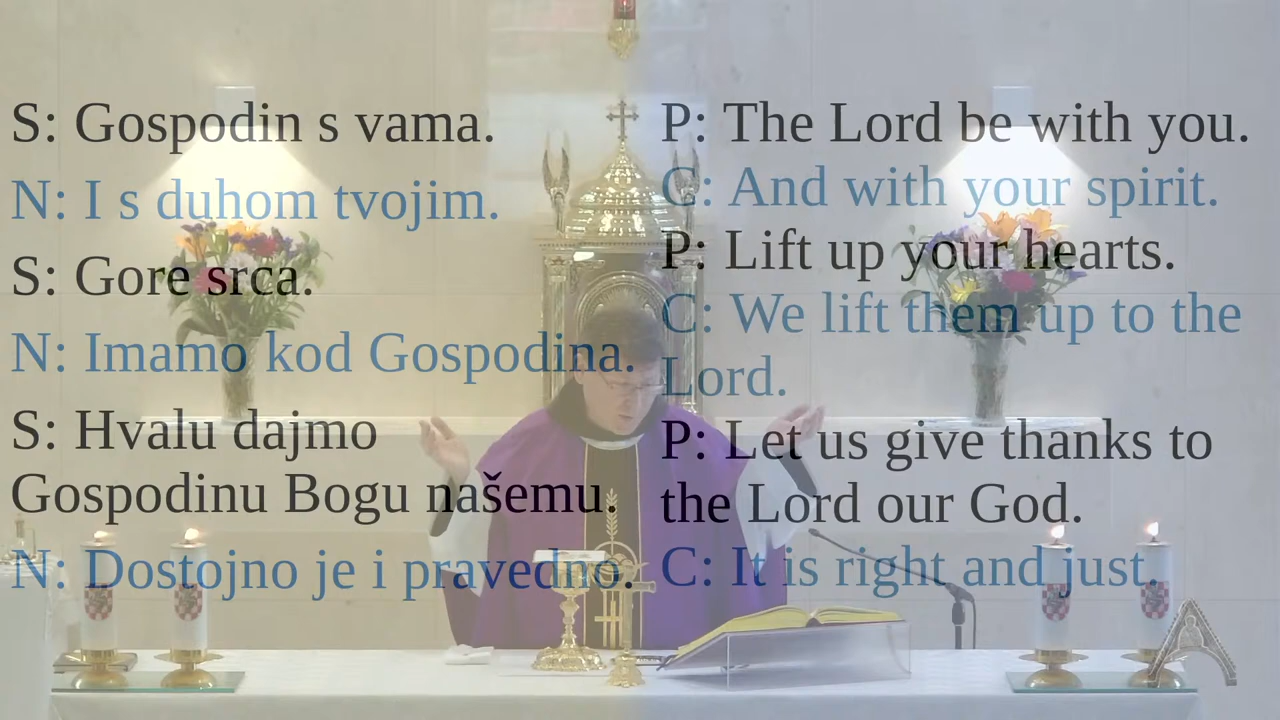 S: Gospodin s vama.
N: I s duhom tvojim.
S: Gore srca.
N: Imamo kod Gospodina.
S: Hvalu dajmo
Gospodinu Bogu našemu.
N: Dostojno je i pravedno.
P: The Lord be with you.
C: And with your spirit.
P: Lift up your hearts.
C: We lift them up to the
Lord.
P: Let us give thanks to
the Lord our God.
C: It is right and just.